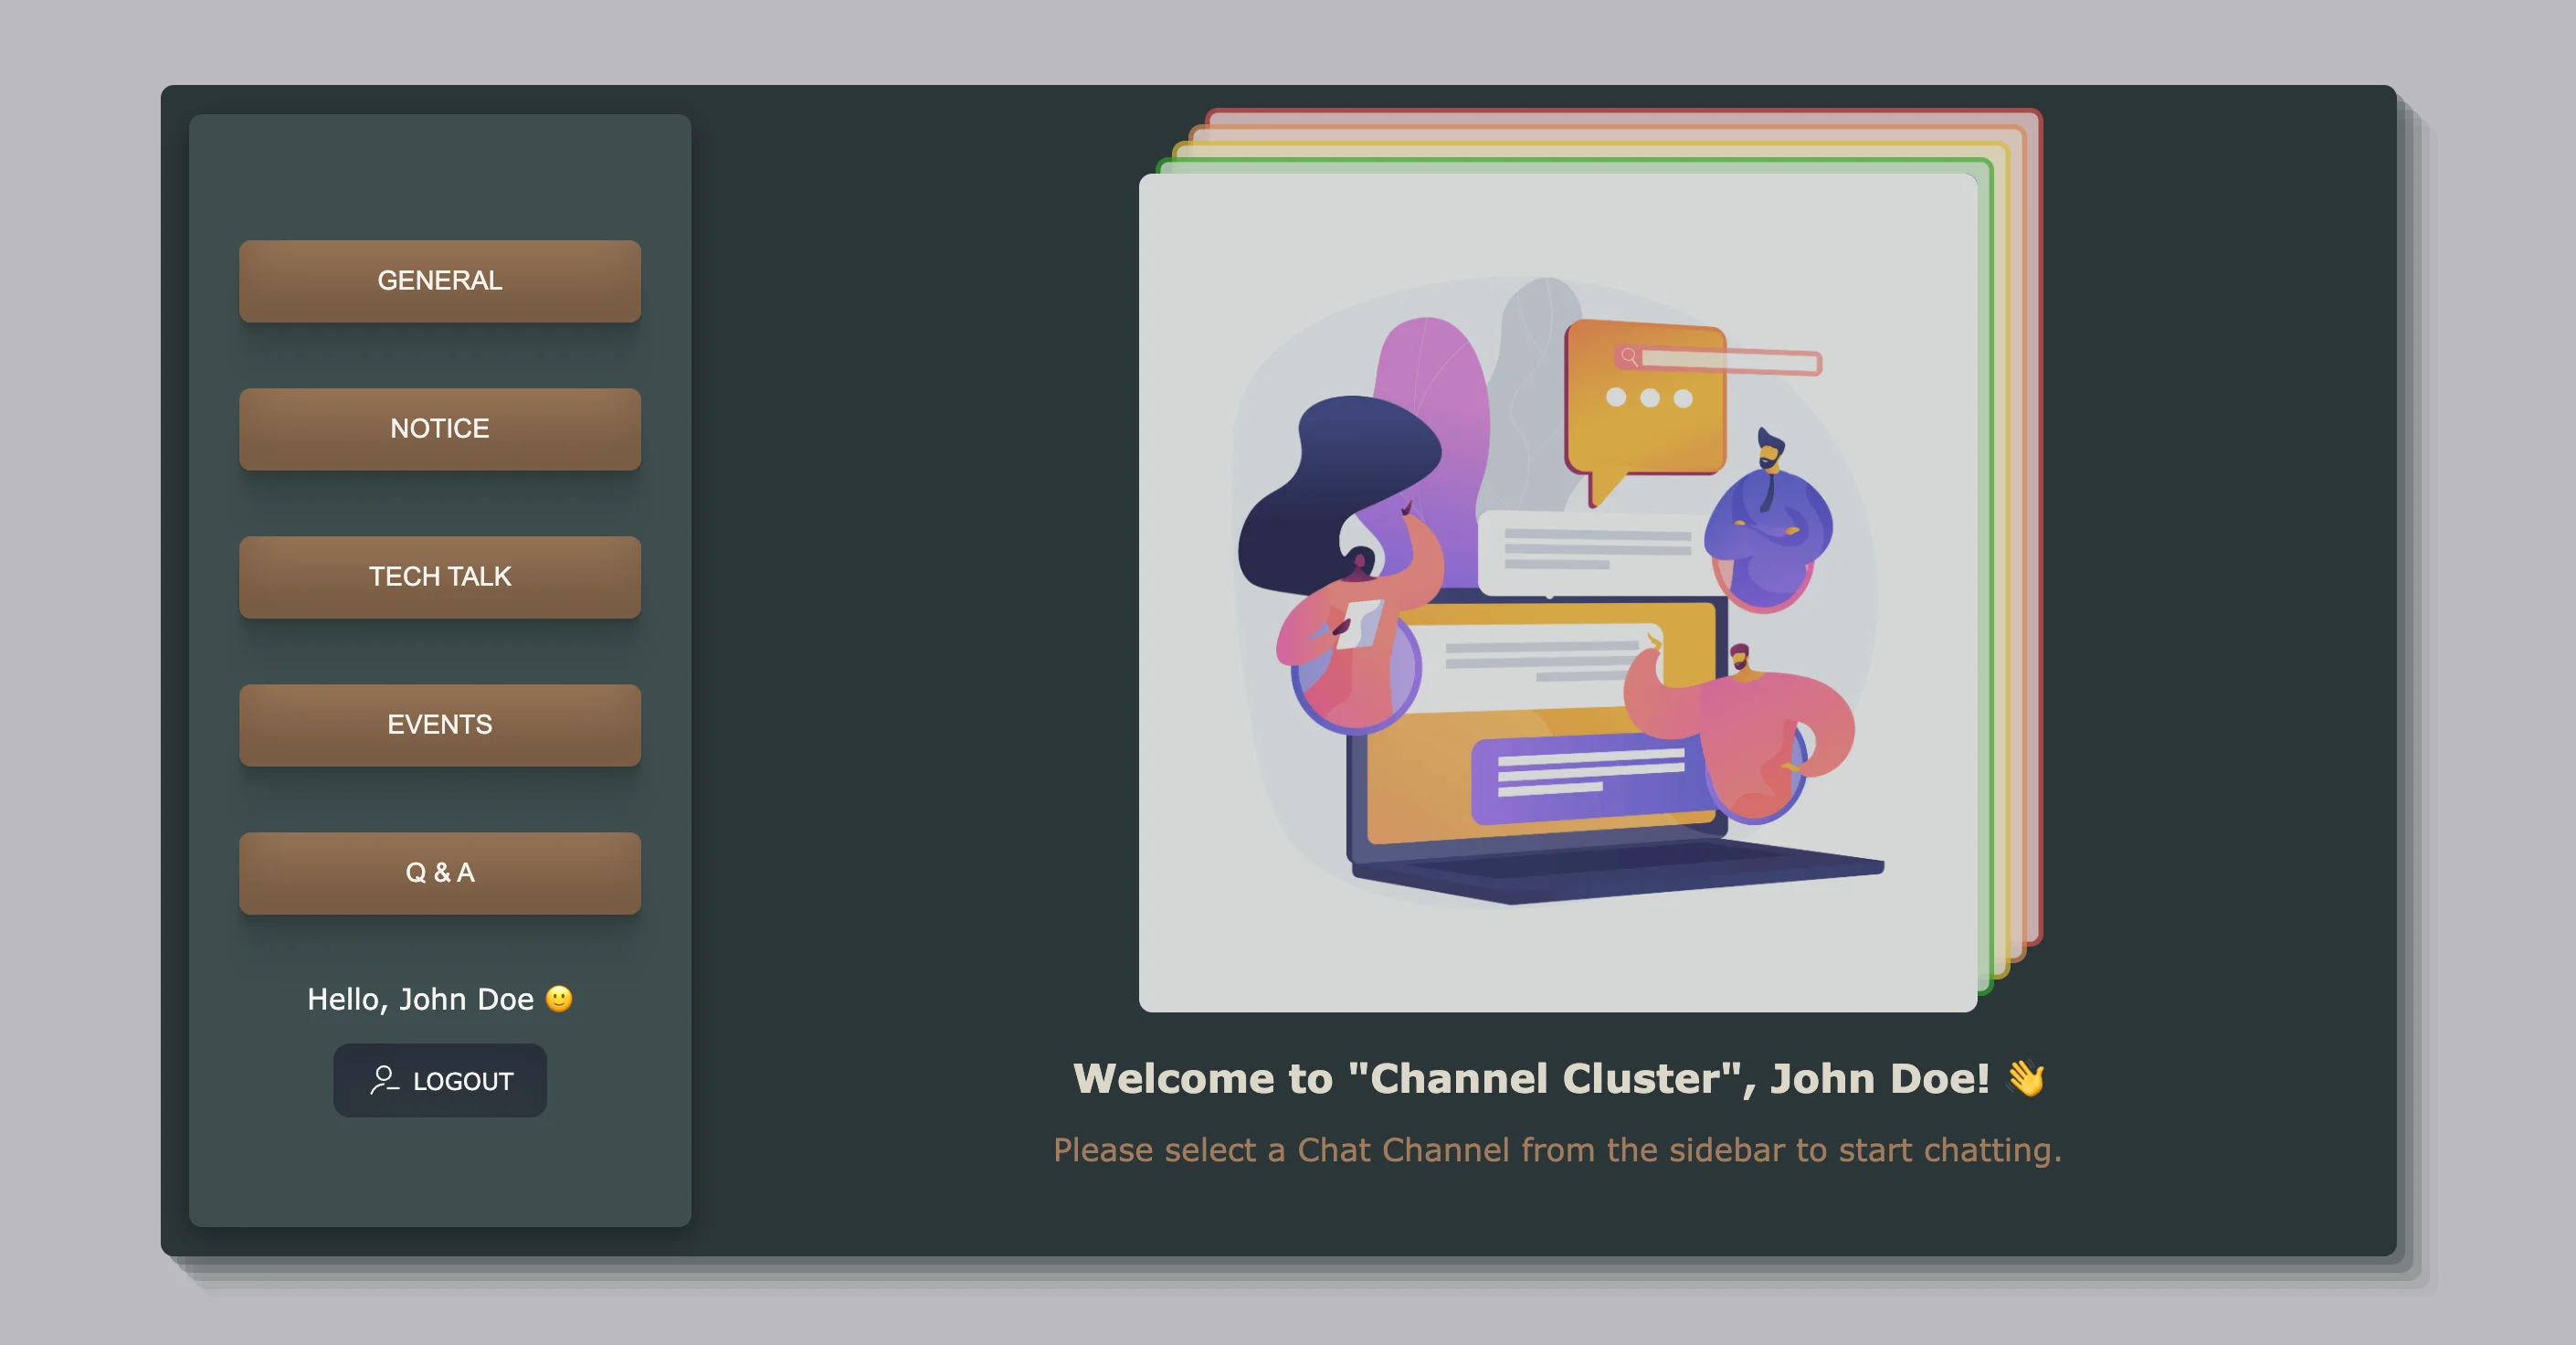 GENERAL
NOTICE
TECH TALK
EVENTS
Q & A
Hello, John Doe 🙂
LOGOUT
Welcome to "Channel Cluster", John Doe! 👋
Please select a Chat Channel from the sidebar to start chatting.